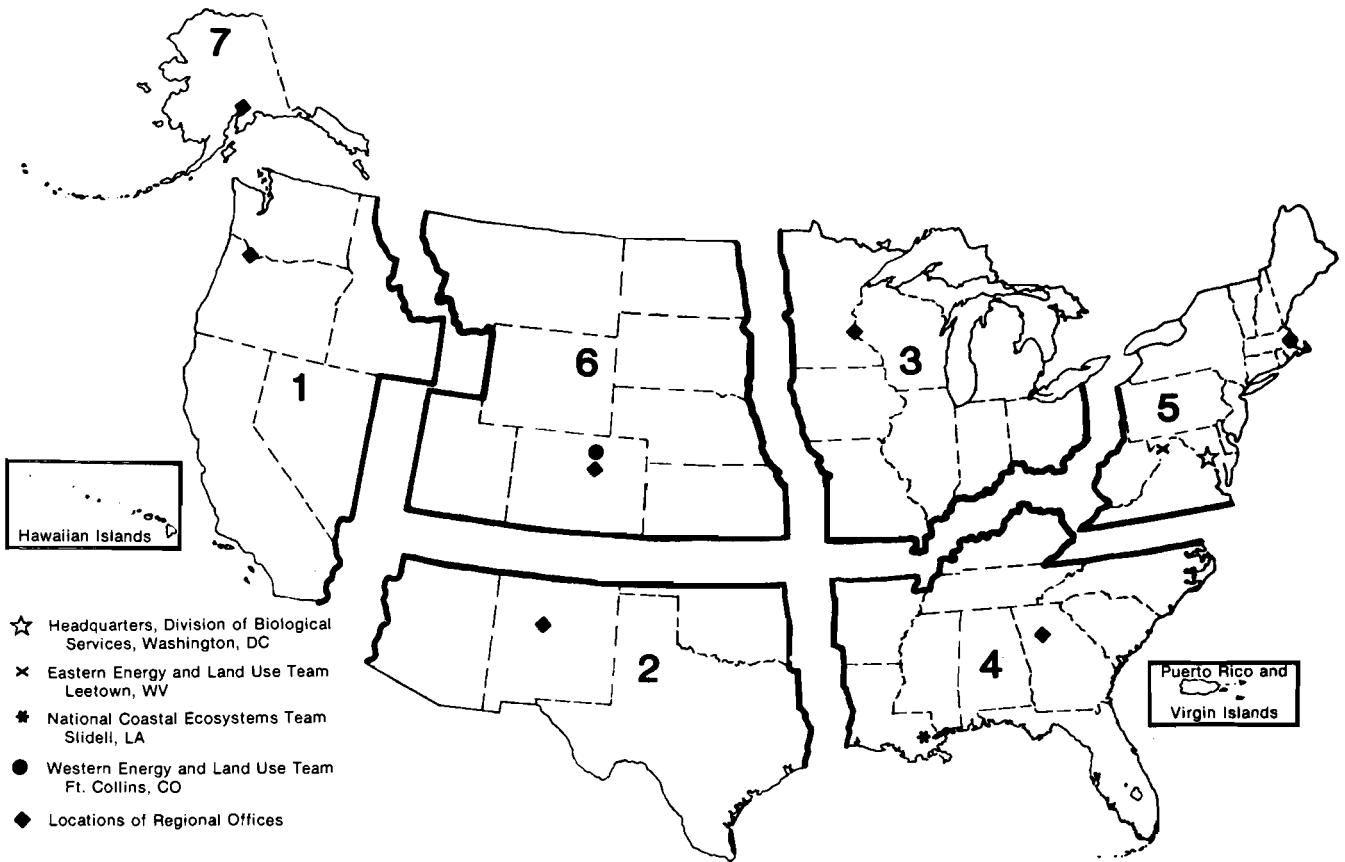 7
6
3
1
5
Hawaiian Islands
2
4
Puerto Rico and
Virgin Islands
Headquarters, Division of Biological
Services, Washington, DC
Eastern Energy and Land Use Team
Leetown, WV
National Coastal Ecosystems Team
Slidell, LA
Western Energy and Land Use Team
Ft. Collins, CO
Locations of Regional Offices